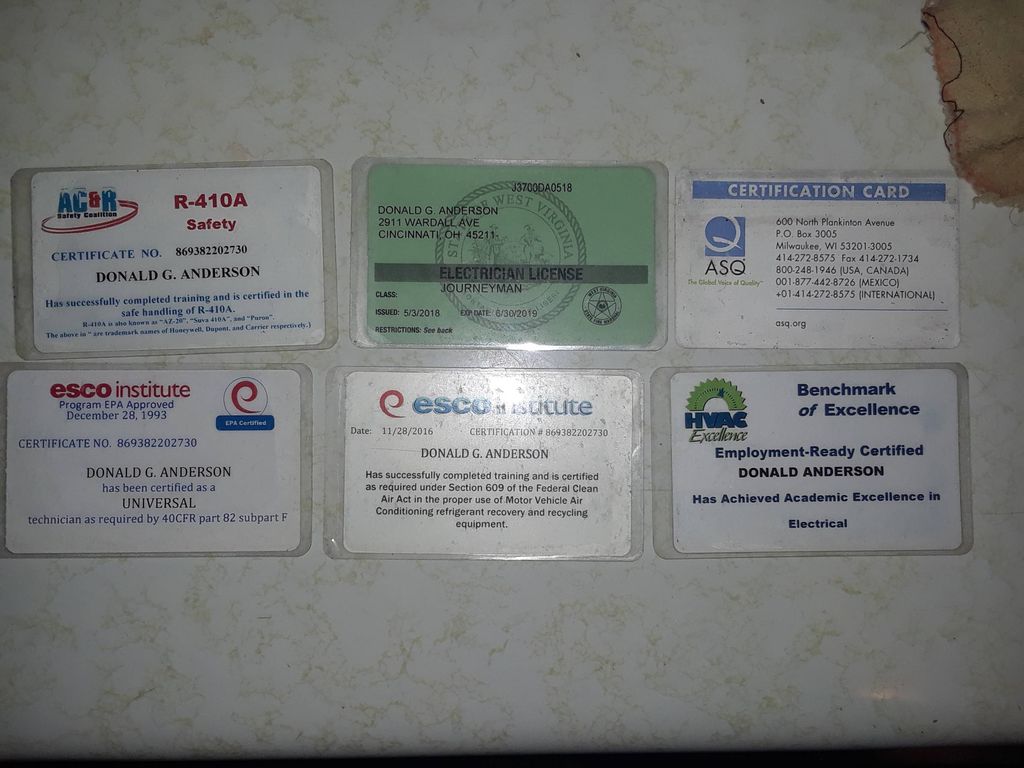 AC&R
Safety Coalition
R-410A
Safety
CERTIFICATE NO. 869382202730
DONALD G. ANDERSON
Has successfully completed training and is certified in the
safe handling of R-410A.
R-410A is also known as "AZ-20", "Suva 410A", and "Puron".
The above in " are trademark names of Honeywell, Dupont, and Carrier respectively.)
J3700DA0518
DONALD G. ANDERSON
2911 WARDALL AVE
CINCINNATI, OH 45211
STATE OF WEST VIRGINIA
ELECTRICIAN LICENSE
JOURNEYMAN
CLASS:
ISSUED: 5/3/2018 EXP DATE: 6/30/2019
RESTRICTIONS: See back
WEST VIRGINIA
STATE FIRE MARSHAL
CERTIFICATION CARD
ASQ
The Global Voice of Quality
600 North Plankinton Avenue
P.O. Box 3005
Milwaukee, WI 53201-3005
414-272-8575 Fax 414-272-1734
800-248-1946 (USA, CANADA)
001-877-442-8726 (MEXICO)
+01-414-272-8575 (INTERNATIONAL)
asq.org
esco institute
Program EPA Approved
December 28, 1993
EPA Certified
CERTIFICATE NO. 869382202730
DONALD G. ANDERSON
has been certified as a
UNIVERSAL
technician as required by 40CFR part 82 subpart F
esco institute
Date: 11/28/2016 CERTIFICATION # 869382202730
DONALD G. ANDERSON
Has successfully completed training and is certified
as required under Section 609 of the Federal Clean
Air Act in the proper use of Motor Vehicle Air
Conditioning refrigerant recovery and recycling
equipment.
HVAC
Excellence
Benchmark
of Excellence
Employment-Ready Certified
DONALD ANDERSON
Has Achieved Academic Excellence in
Electrical